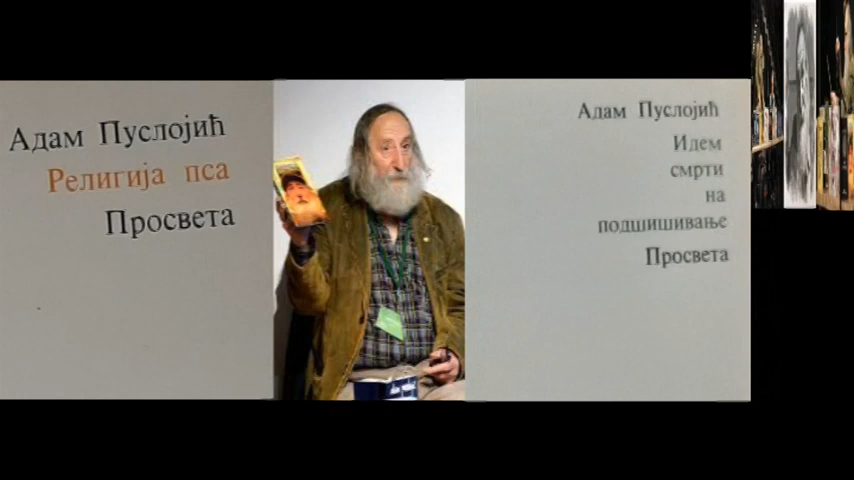 Адам Пуслојић
Религија пса
Просвета
Адам Пуслојић
Идем
смрти
на
подшишивање
Просвета